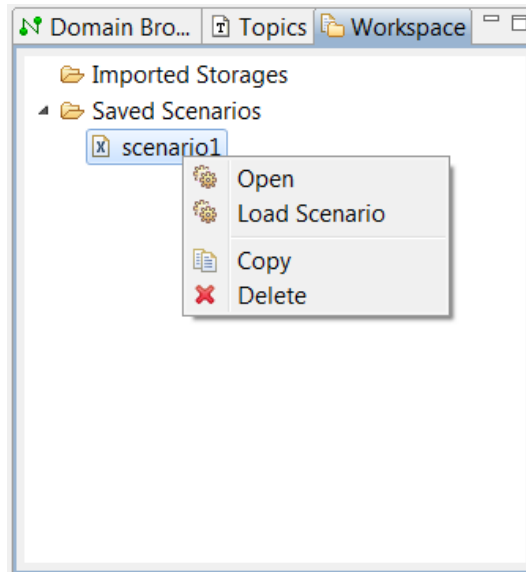 Domain Bro... Topics Workspace
Imported Storages
Saved Scenarios
scenario1
Open
Load Scenario
Copy
Delete